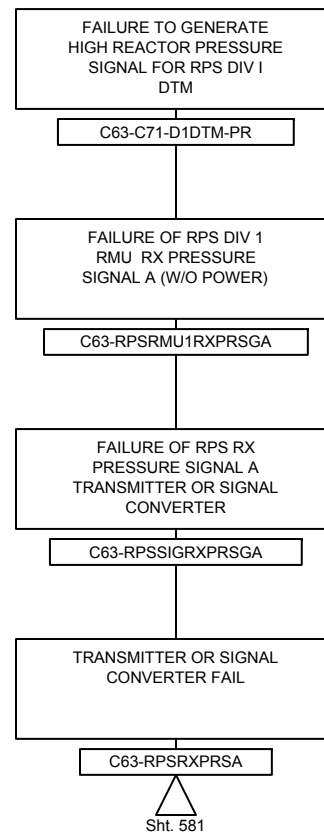 FAILURE TO GENERATE
HIGH REACTOR PRESSURE
SIGNAL FOR RPS DIV I
DTM
C63-C71-D1DTM-PR
FAILURE OF RPS DIV 1
RMU RX PRESSURE
SIGNAL A (W/O POWER)
C63-RPSRMU1RXPRSGA
FAILURE OF RPS RX
PRESSURE SIGNAL A
TRANSMITTER OR SIGNAL
CONVERTER
C63-RPSSIGRXPRSGA
TRANSMITTER OR SIGNAL
CONVERTER FAIL
C63-RPSRXPRSA
Sht. 581